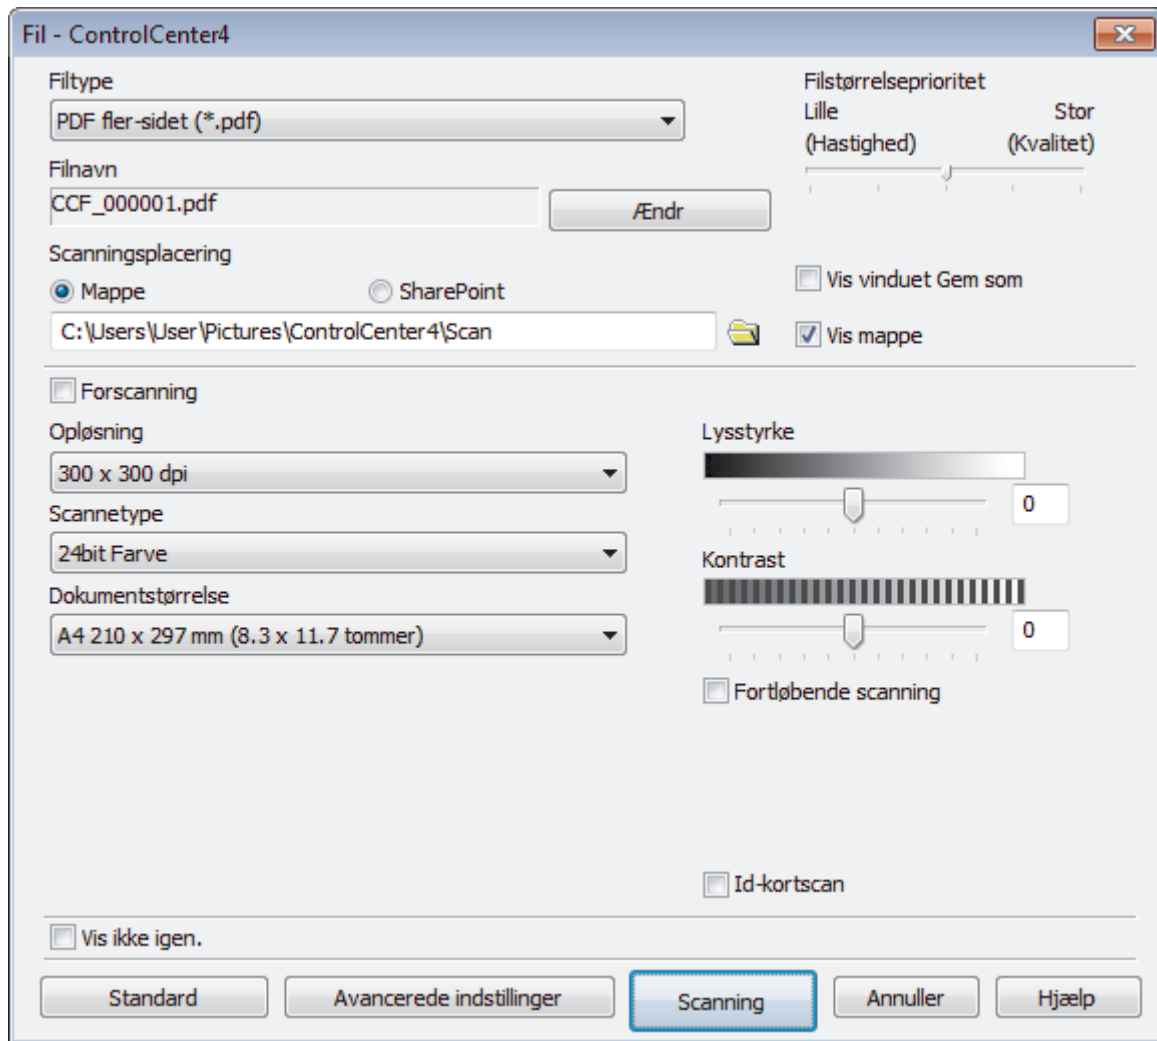 Fil - ControlCenter4
Filtype
PDF fler-sidet (*.pdf)
Filstørrelseprioritet
Lille Stor
(Hastighed) (Kvalitet)
Filnavn
CCF_000001.pdf
Ændr
Scanningsplacering
Mappe SharePoint
Vis vinduet Gem som
C:\Users\User\Pictures\ControlCenter4\Scan
Vis mappe
Forscanning
Opløsning
300 x 300 dpi
Scannetype
24bit Farve
Dokumentstørrelse
A4 210 x 297 mm (8.3 x 11.7 tommer)
Lysstyrke
0
Kontrast
0
Fortløbende scanning
Id-kortscan
Vis ikke igen.
Standard Avancerede indstillinger Scanning Annuller Hjælp